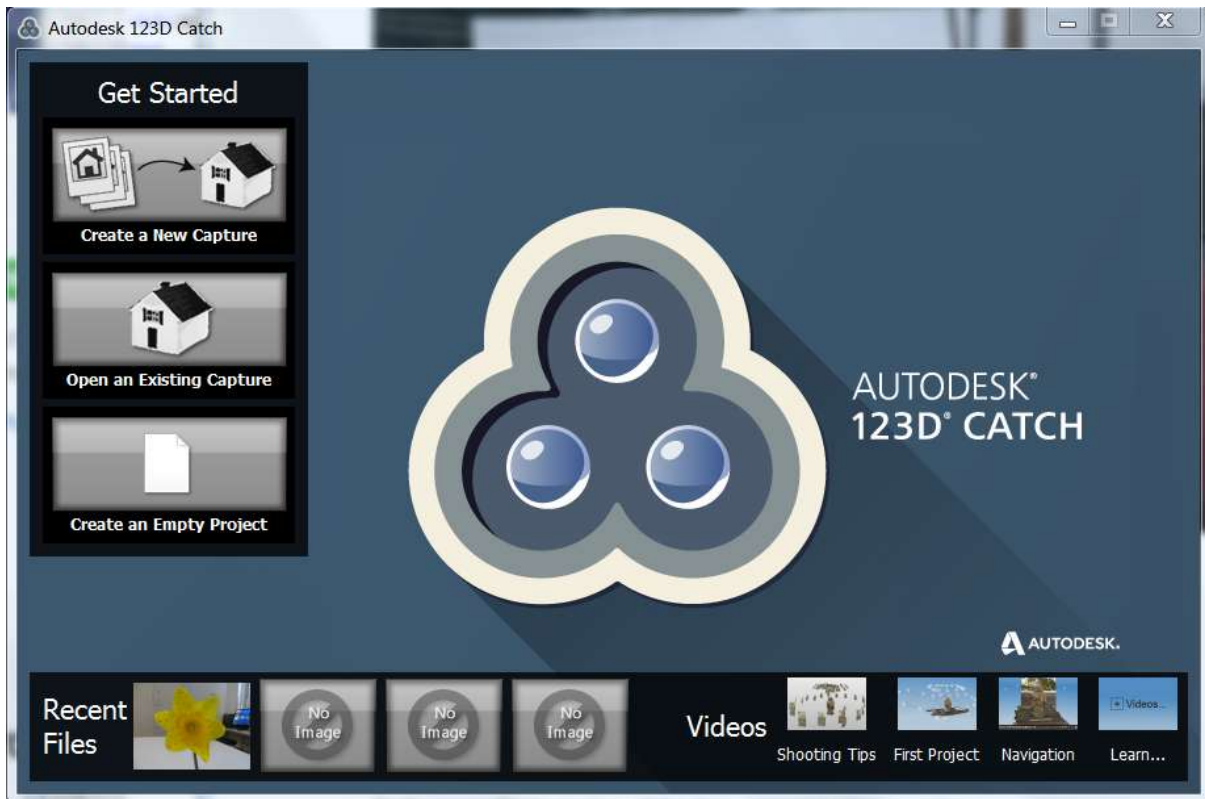 Autodesk 123D Catch
Get Started
Create a New Capture
Open an Existing Capture
Create an Empty Project
AUTODESK®
123D® CATCH
AUTODESK.
Recent
Files
No
Image
No
Image
No
Image
Videos
Shooting Tips
First Project
Navigation
Videos...
Learn...